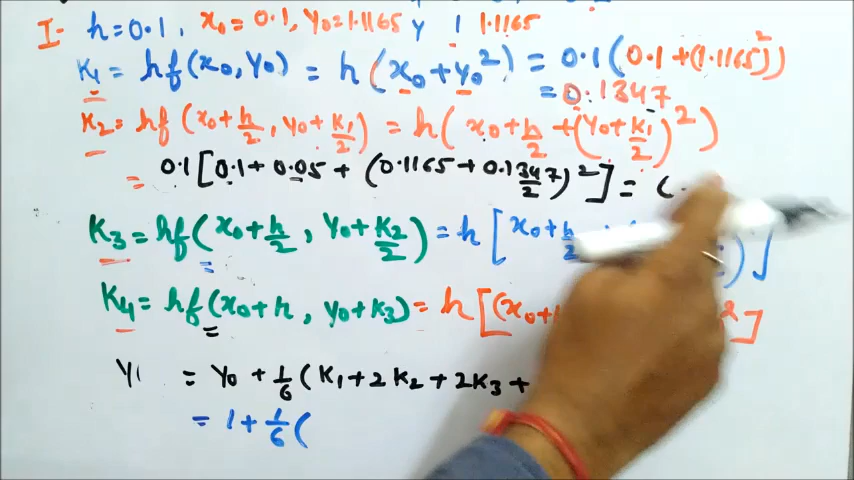 I- h=0.1, x₀=0.1, y₀=1.1165 y 1 1.1165
K₁ = hf(x₀,y₀) = h(x₀+y₀²) = 0.1(0.1+(1.1165)²)
= 0.1347
K₂ = hf(x₀+h/2, y₀+K₁/2) = h(x₀+h/2+(y₀+K₁/2)²)
= 0.1[0.1+0.05+(0.1165+0.1347/2)²] = (.
K₃ = hf(x₀+h/2, y₀+K₂/2) = h[x₀+h/2 )]
K₄ = hf(x₀+h, y₀+K₃) = h[(x₀+ ²]
y₁ = y₀+1/6(K₁+2K₂+2K₃+
= 1+1/6(